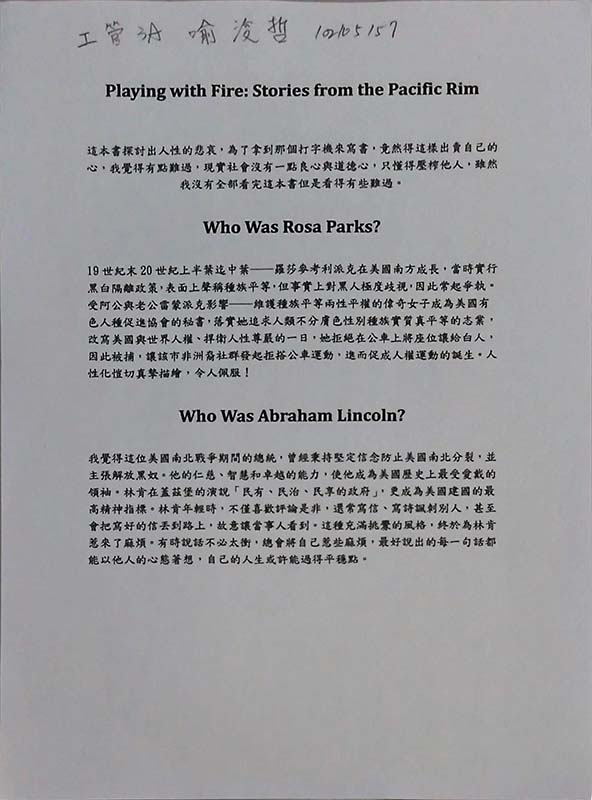 工管3A 喻浚哲 10205157
Playing with Fire: Stories from the Pacific Rim
這本書探討出人性的悲哀，為了拿到那個打字機來寫書，竟然得這樣出賣自己的
心，我覺得有點難過，現實社會沒有一點良心與道德心，只懂得壓榨他人，雖然
我沒有全部看完這本書但是看得有些難過。
Who Was Rosa Parks?
19 世紀末 20 世紀上半葉迄中葉──羅莎麥考利派克在美國南方成長，當時實行
黑白隔離政策，表面上聲稱種族平等，但事實上對黑人極度歧視，因此常起爭執。
受阿公與老公雷蒙派克影響──維護種族平等兩性平權的偉奇女子成為美國有
色人種促進協會的秘書，落實她追求人類不分膚色性別種族實質真平等的志業，
改寫美國與世界人權、捍衛人性尊嚴的一日，她拒絕在公車上將座位讓給白人，
因此被捕，讓該市非洲裔社群發起拒搭公車運動，進而促成人權運動的誕生。人
性化愷切真摯描繪，令人佩服！
Who Was Abraham Lincoln?
我覺得這位美國南北戰爭期間的總統，曾經秉持堅定信念防止美國南北分裂，並
主張解放黑奴。他的仁慈、智慧和卓越的能力，使他成為美國歷史上最受愛戴的
領袖。林肯在蓋茲堡的演說「民有、民治、民享的政府」，更成為美國建國的最
高精神指標。林肯年輕時，不僅喜歡評論是非，還常寫信、寫詩諷刺別人，甚至
會把寫好的信丟到路上，故意讓當事人看到。這種充滿挑釁的風格，終於為林肯
惹來了麻煩。有時說話不必太衝，總會將自己惹些麻煩，最好說出的每一句話都
能以他人的心態著想，自己的人生或許能過得平穩點。